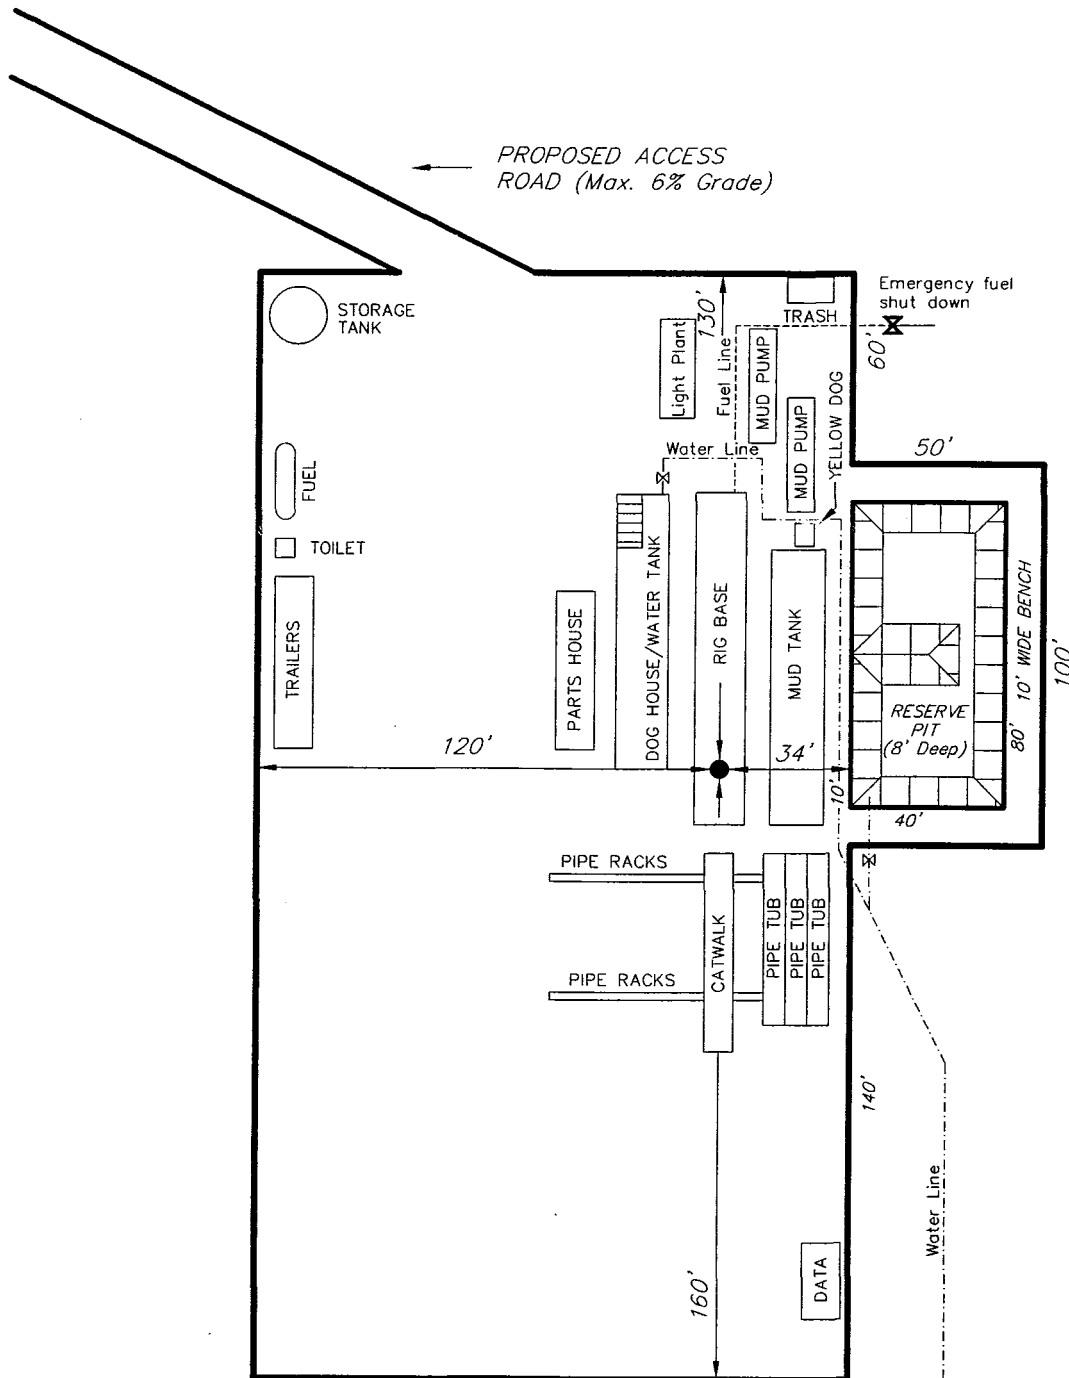 PROPOSED ACCESS
ROAD (Max. 6% Grade)
STORAGE
TANK
Light Plant
130'
Fuel Line
TRASH
MUD PUMP
MUD PUMP
YELLOW DOG
Emergency fuel
shut down
60'
50'
Water Line
FUEL
TOILET
TRAILERS
PARTS HOUSE
DOG HOUSE/WATER TANK
RIG BASE
MUD TANK
RESERVE
PIT
(8' Deep)
80'
10' WIDE BENCH
100'
120'
34'
10'
40'
PIPE RACKS
PIPE RACKS
CATWALK
PIPE TUB
PIPE TUB
PIPE TUB
140'
Water Line
160'
DATA